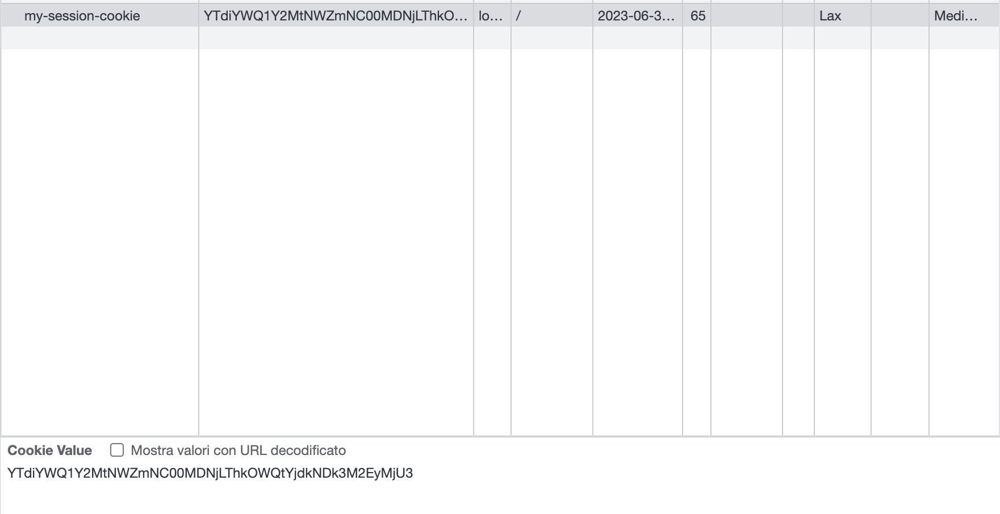 my-session-cookie YTdiYWQ1Y2MtNWZmNC00MDNjLThkO... lo... / 2023-06-3... 65 Lax Medi...
Cookie Value Mostra valori con URL decodificato
YTdiYWQ1Y2MtNWZmNC00MDNjLThkOWQtYjdkNDk3M2EyMjU3